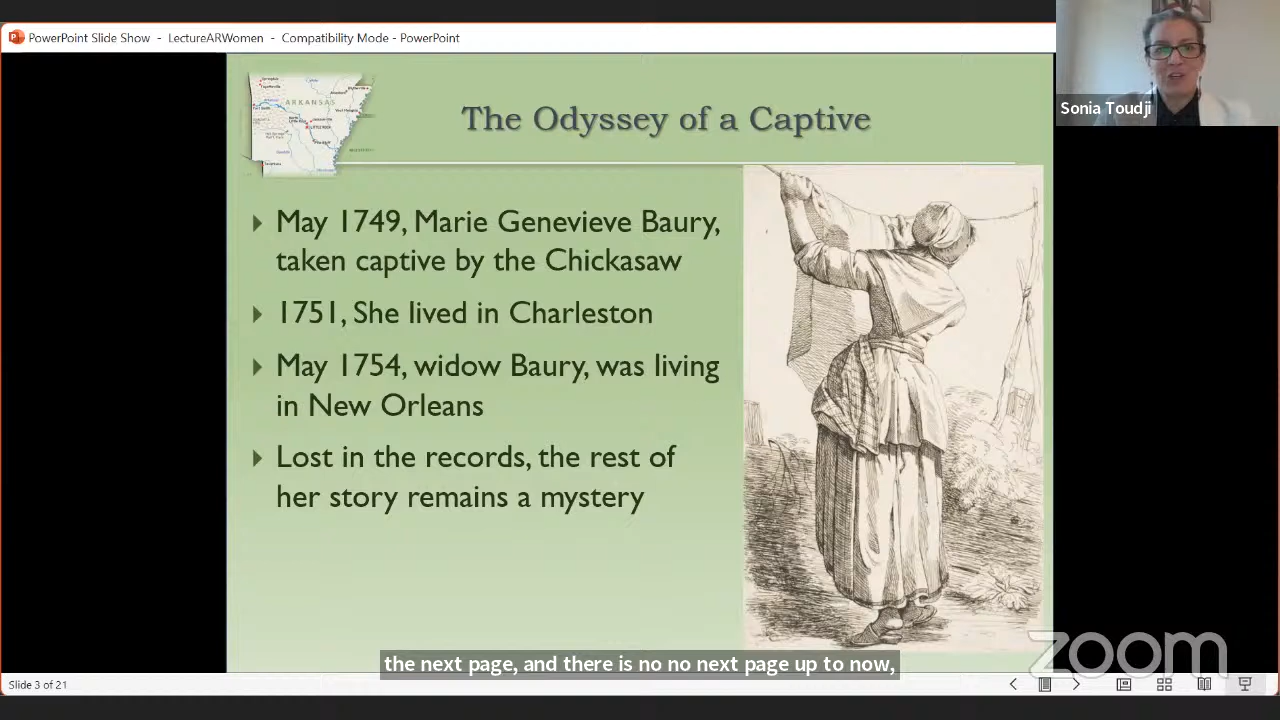 PowerPoint Slide Show - LectureARWomen - Compatibility Mode - PowerPoint
Sonia Toudji
ARKANSAS
The Odyssey of a Captive
May 1749, Marie Genevieve Baury,
taken captive by the Chickasaw
1751, She lived in Charleston
May 1754, widow Baury, was living
in New Orleans
Lost in the records, the rest of
her story remains a mystery
the next page, and there is no no next page up to now,
zoom
Slide 3 of 21